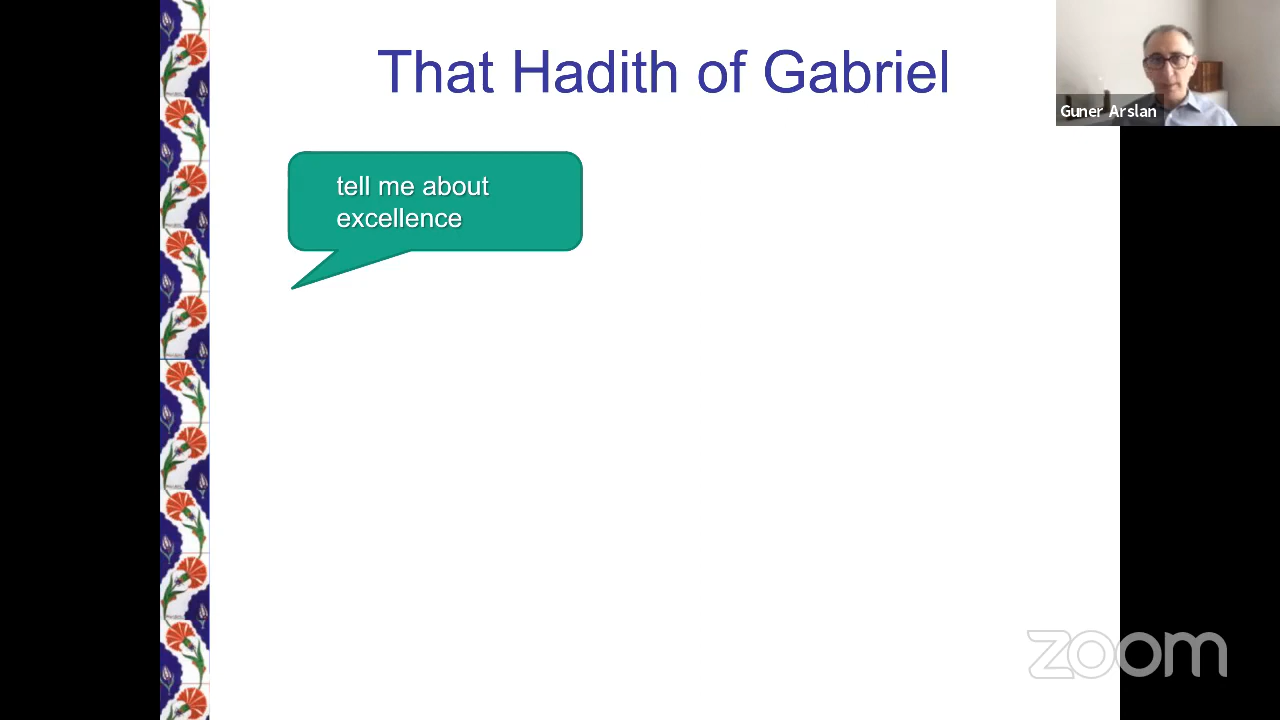 That Hadith of Gabriel
Guner Arslan
tell me about
excellence
zoom